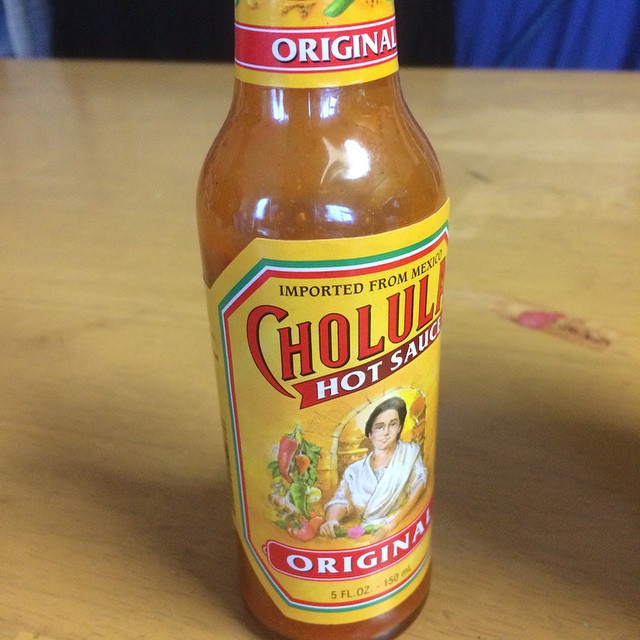 ORIGINAL
IMPORTED FROM MEXICO
CHOLULA
HOT SAUCE
ORIGINAL
5 FL.OZ. - 150 mL